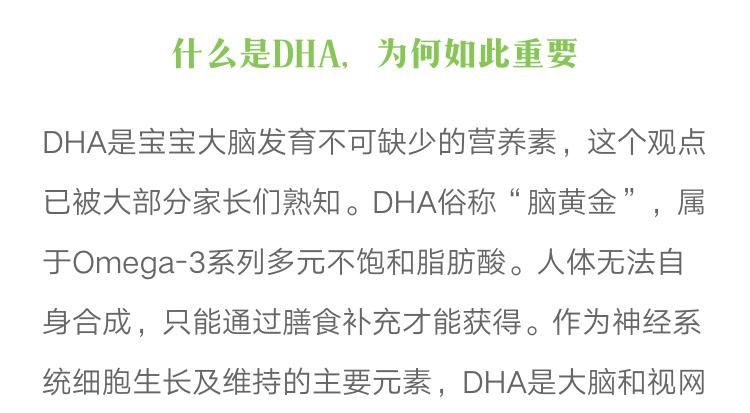 什么是DHA，为何如此重要
DHA是宝宝大脑发育不可缺少的营养素，这个观点
已被大部分家长们熟知。DHA俗称“脑黄金”，属
于Omega-3系列多元不饱和脂肪酸。人体无法自
身合成，只能通过膳食补充才能获得。作为神经系
统细胞生长及维持的主要元素，DHA是大脑和视网